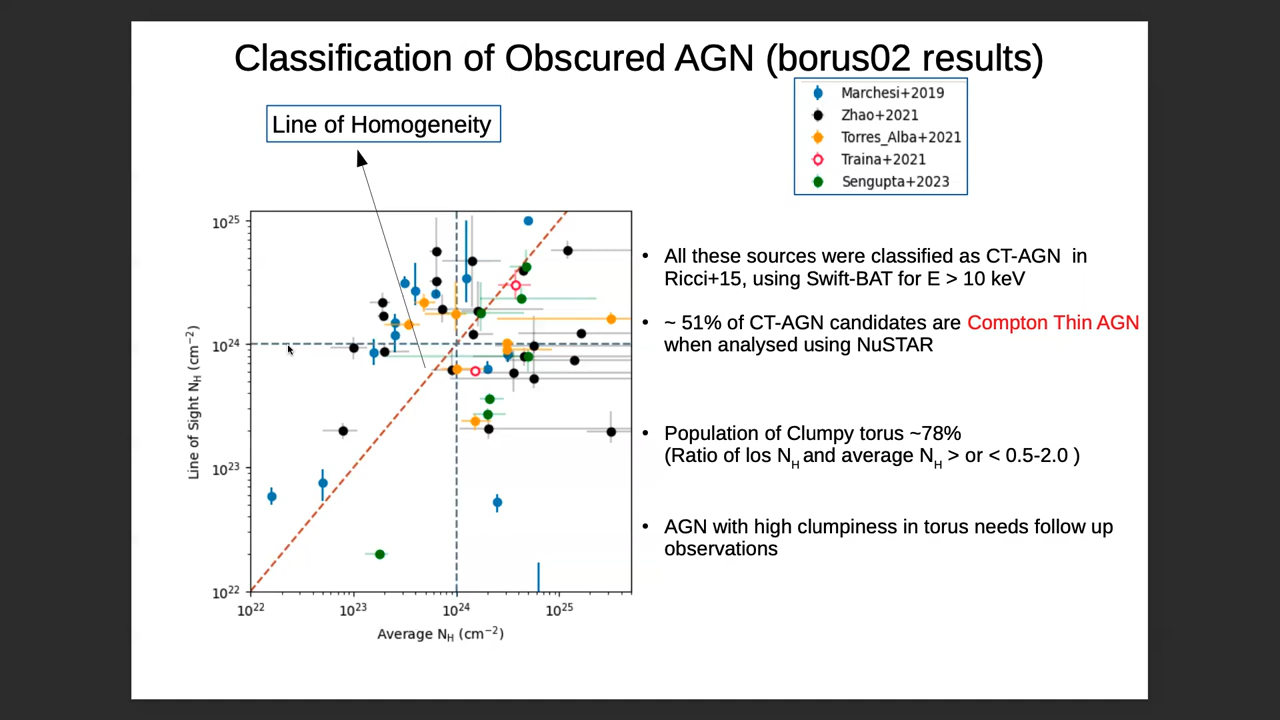 Classification of Obscured AGN (borus02 results)
Line of Homogeneity
Marchesi+2019
Zhao+2021
Torres_Alba+2021
Traina+2021
Sengupta+2023
Line of Sight N_H (cm⁻²)
10²⁵
10²⁴
10²³
10²²
10²² 10²³ 10²⁴ 10²⁵
Average N_H (cm⁻²)
• All these sources were classified as CT-AGN in
Ricci+15, using Swift-BAT for E > 10 keV
• ~ 51% of CT-AGN candidates are Compton Thin AGN
when analysed using NuSTAR
• Population of Clumpy torus ~78%
(Ratio of los N_H and average N_H > or < 0.5-2.0 )
• AGN with high clumpiness in torus needs follow up
observations